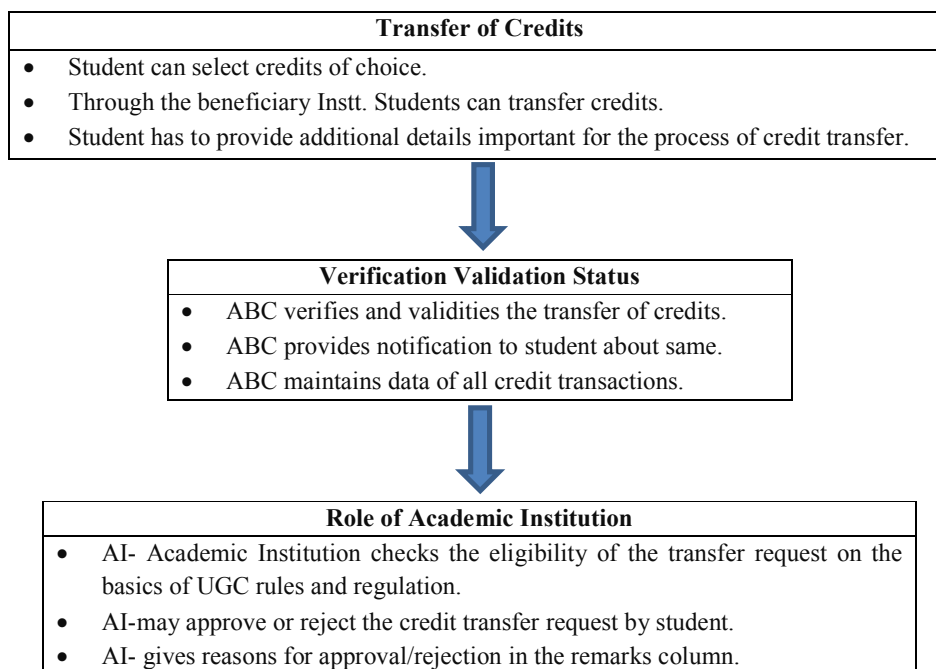 Transfer of Credits
• Student can select credits of choice.
• Through the beneficiary Instt. Students can transfer credits.
• Student has to provide additional details important for the process of credit transfer.
Verification Validation Status
• ABC verifies and validities the transfer of credits.
• ABC provides notification to student about same.
• ABC maintains data of all credit transactions.
Role of Academic Institution
• AI- Academic Institution checks the eligibility of the transfer request on the
basics of UGC rules and regulation.
• AI-may approve or reject the credit transfer request by student.
• AI- gives reasons for approval/rejection in the remarks column.